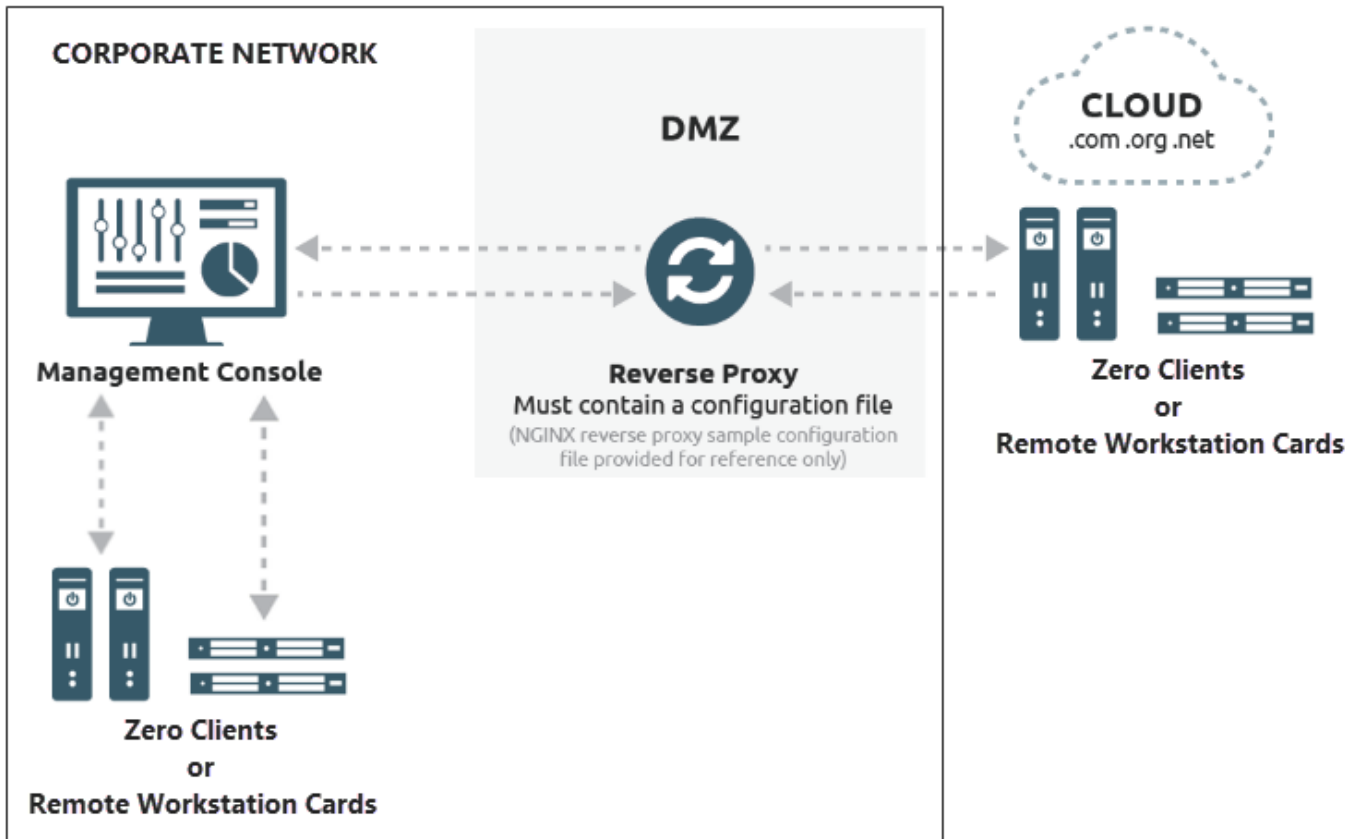 CORPORATE NETWORK
DMZ
CLOUD
.com .org .net
Management Console
Reverse Proxy
Must contain a configuration file
(NGINX reverse proxy sample configuration
file provided for reference only)
Zero Clients
or
Remote Workstation Cards
Zero Clients
or
Remote Workstation Cards